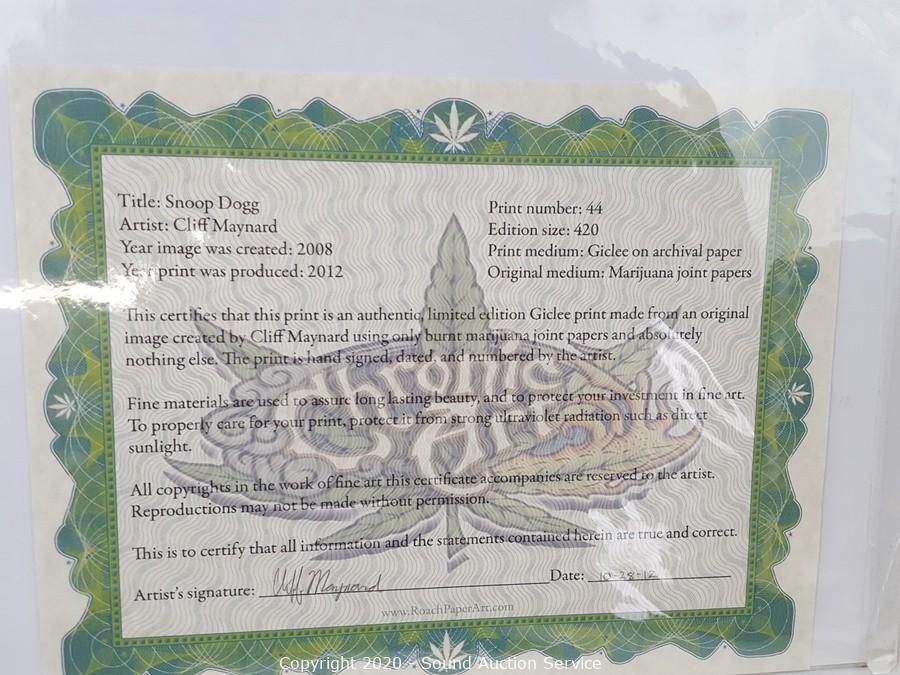 Title: Snoop Dogg
Artist: Cliff Maynard
Year image was created: 2008
Year print was produced: 2012
Print number: 44
Edition size: 420
Print medium: Giclee on archival paper
Original medium: Marijuana joint papers
This certifies that this print is an authentic, limited edition Giclee print made from an original
image created by Cliff Maynard using only burnt marijuana joint papers and absolutely
nothing else. The print is hand signed, dated, and numbered by the artist.
Fine materials are used to assure long lasting beauty, and to protect your investment in fine art.
To properly care for your print, protect it from strong ultraviolet radiation such as direct
sunlight.
All copyrights in the work of fine art this certificate accompanies are reserved to the artist.
Reproductions may not be made without permission.
This is to certify that all information and the statements contained herein are true and correct.
Artist's signature: Cliff Maynard Date: 10-28-12
www.RoachPaperArt.com
Chronic
Art
Copyright 2020 - Sound Auction Service